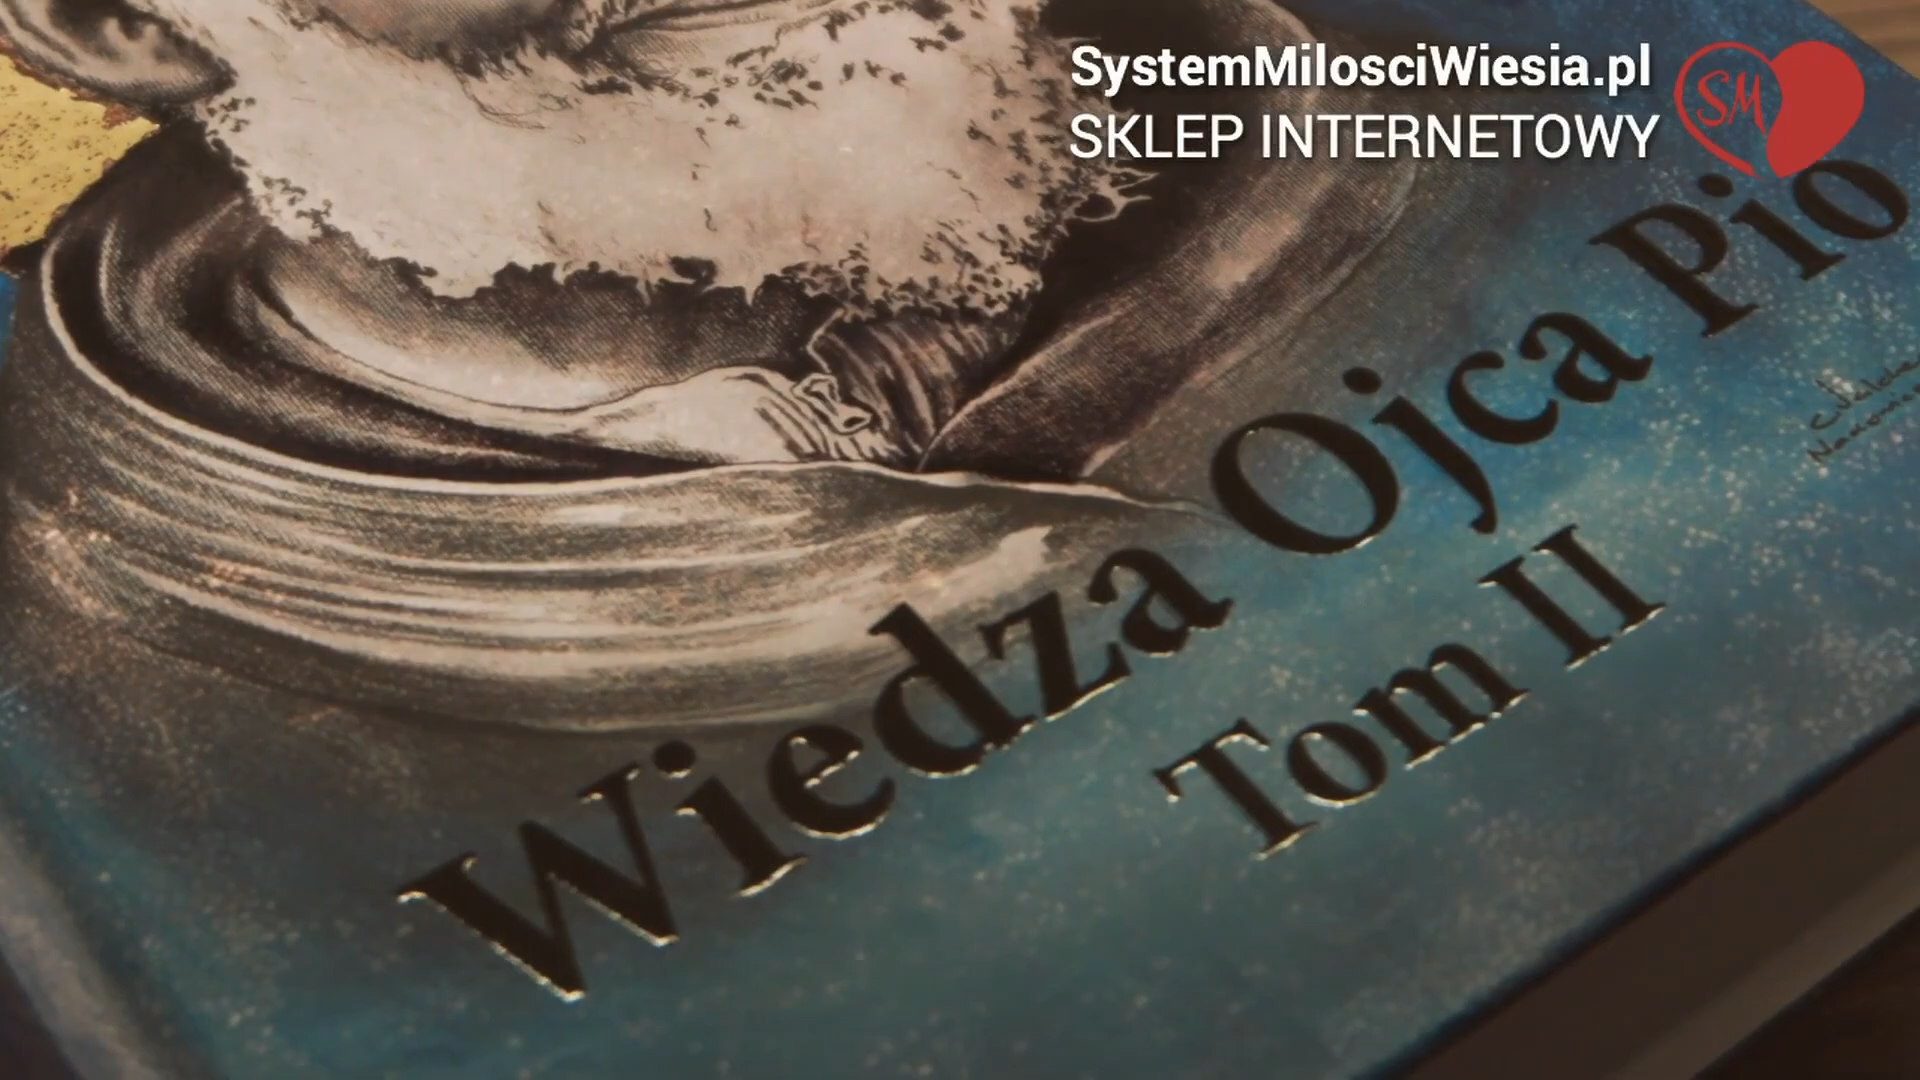 SystemMilosciWiesia.pl
SKLEP INTERNETOWY
SM
Wiedza Ojca Pio
Tom II